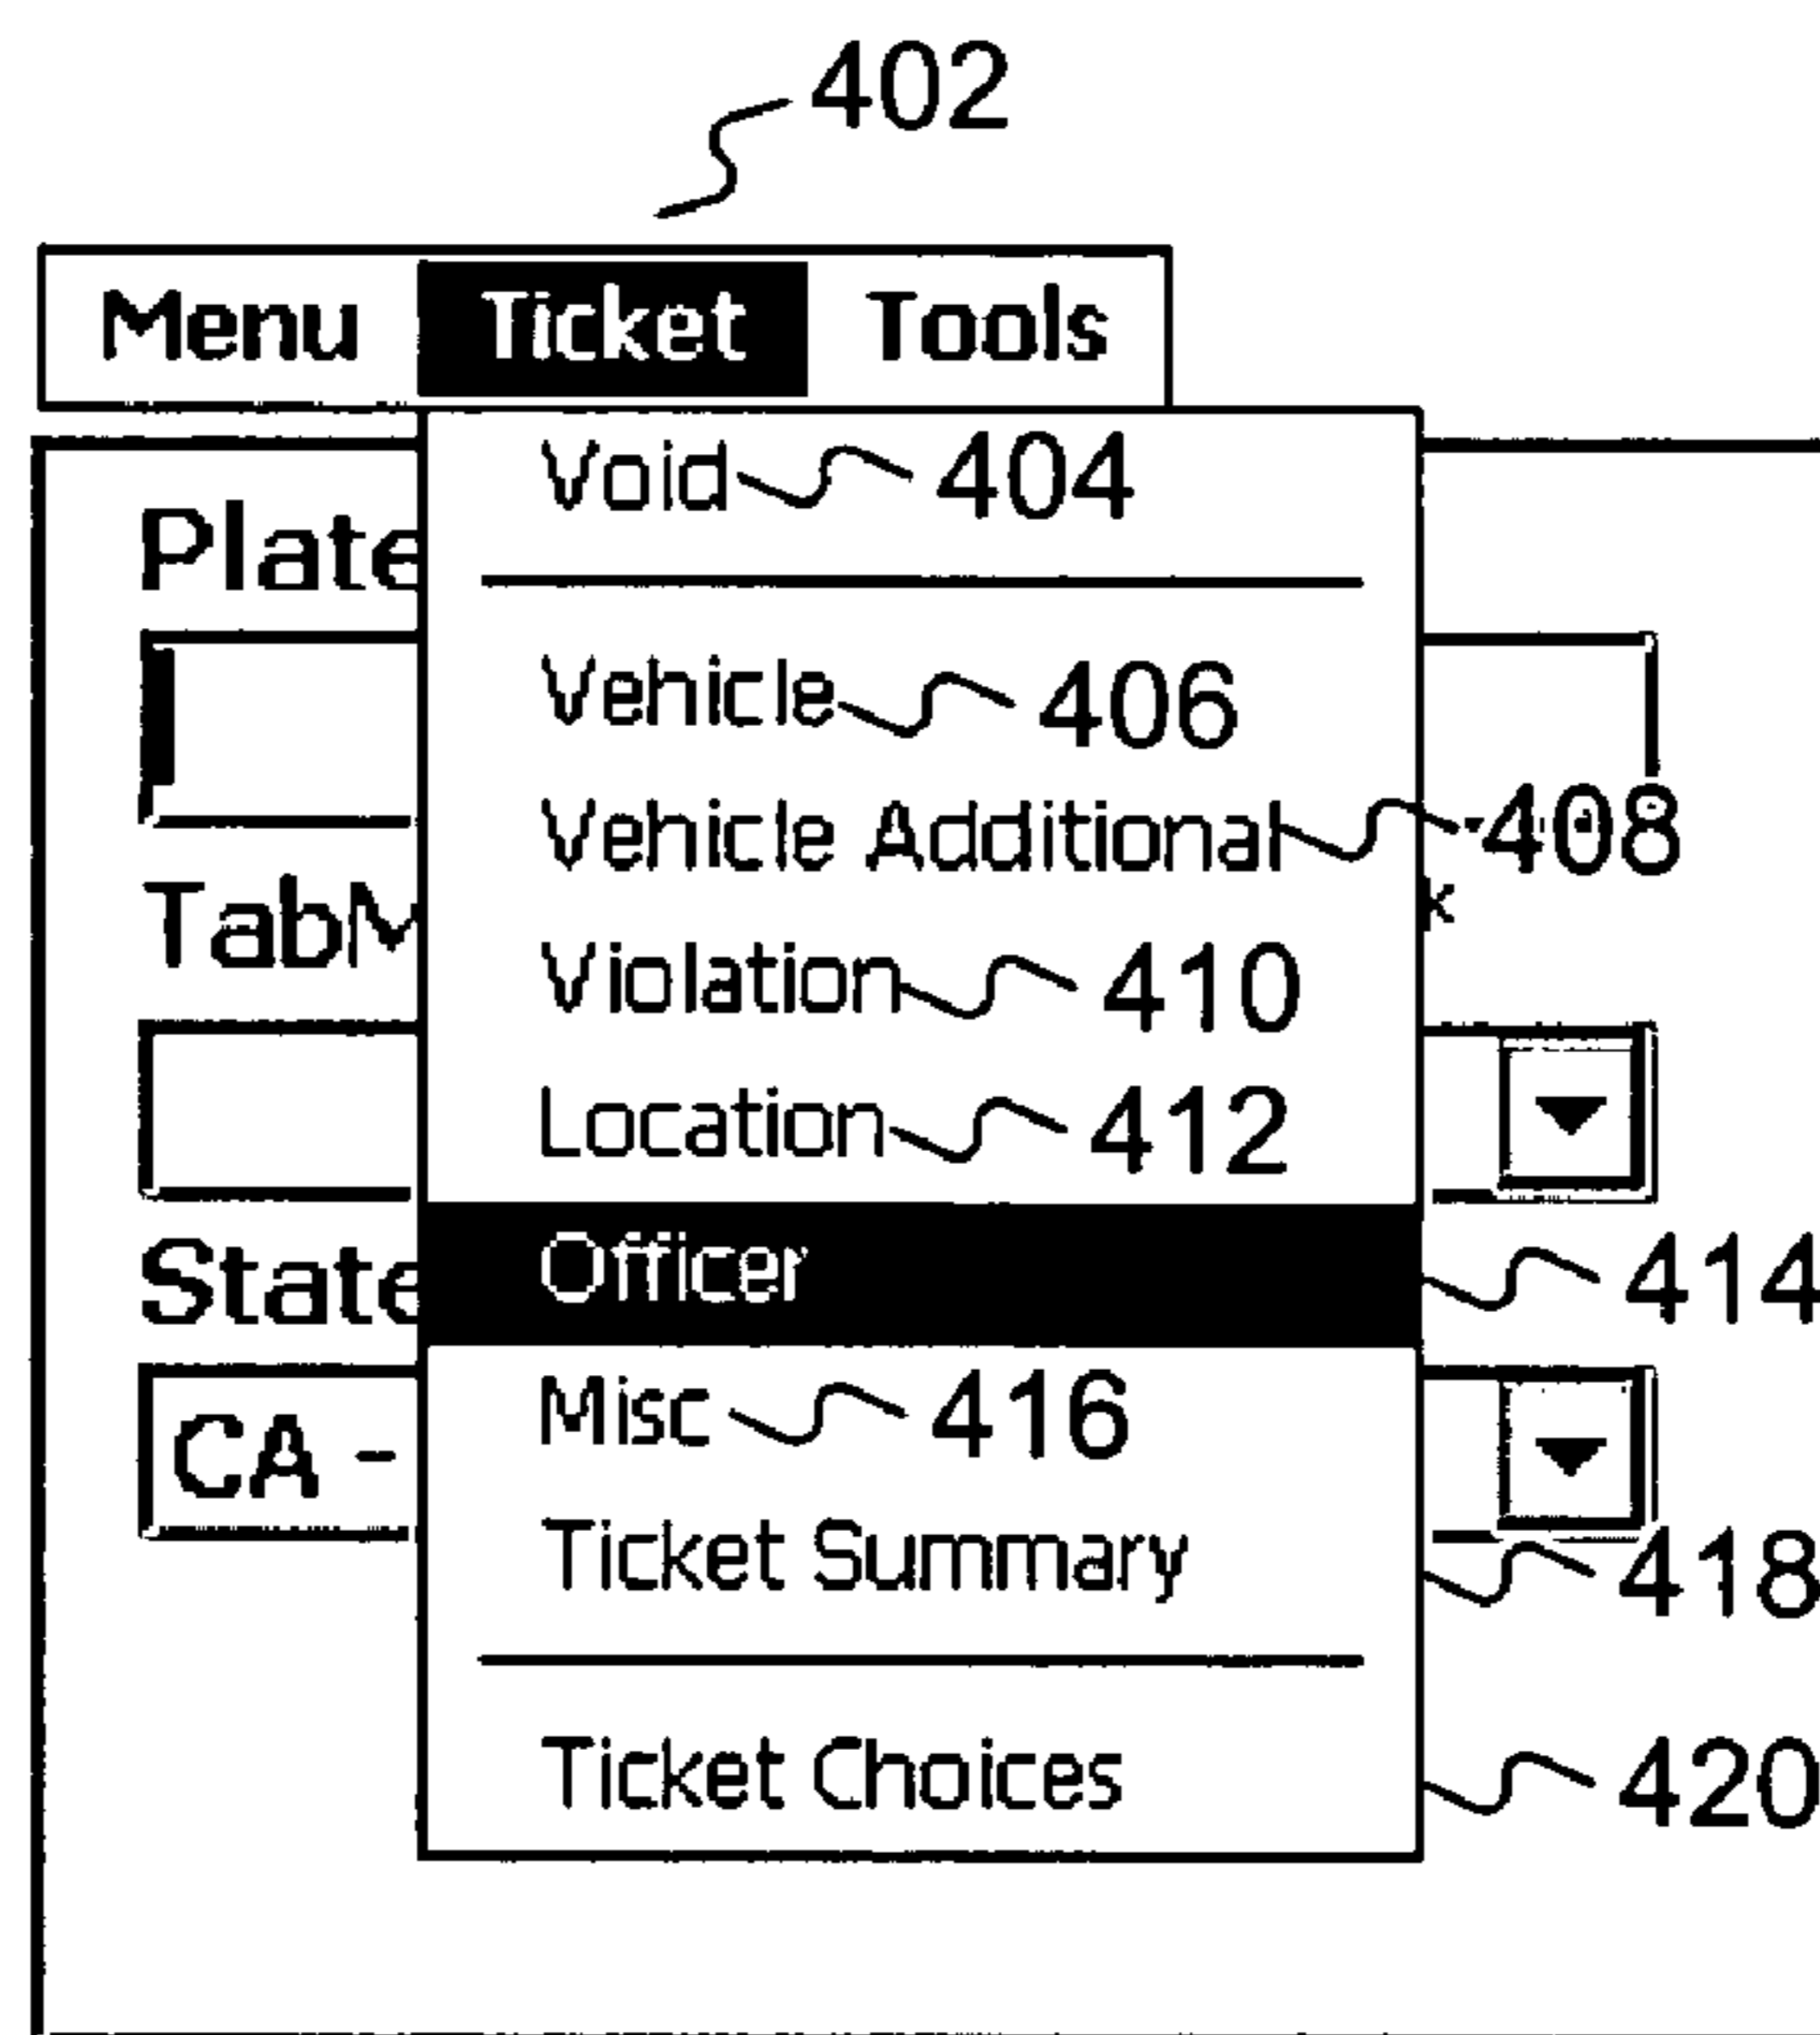 402
Menu Ticket Tools
Void 404
Plate
Vehicle 406
Vehicle Additional 408
TabM k
Violation 410
Location 412
State Officer 414
CA - Misc 416
Ticket Summary 418
Ticket Choices 420